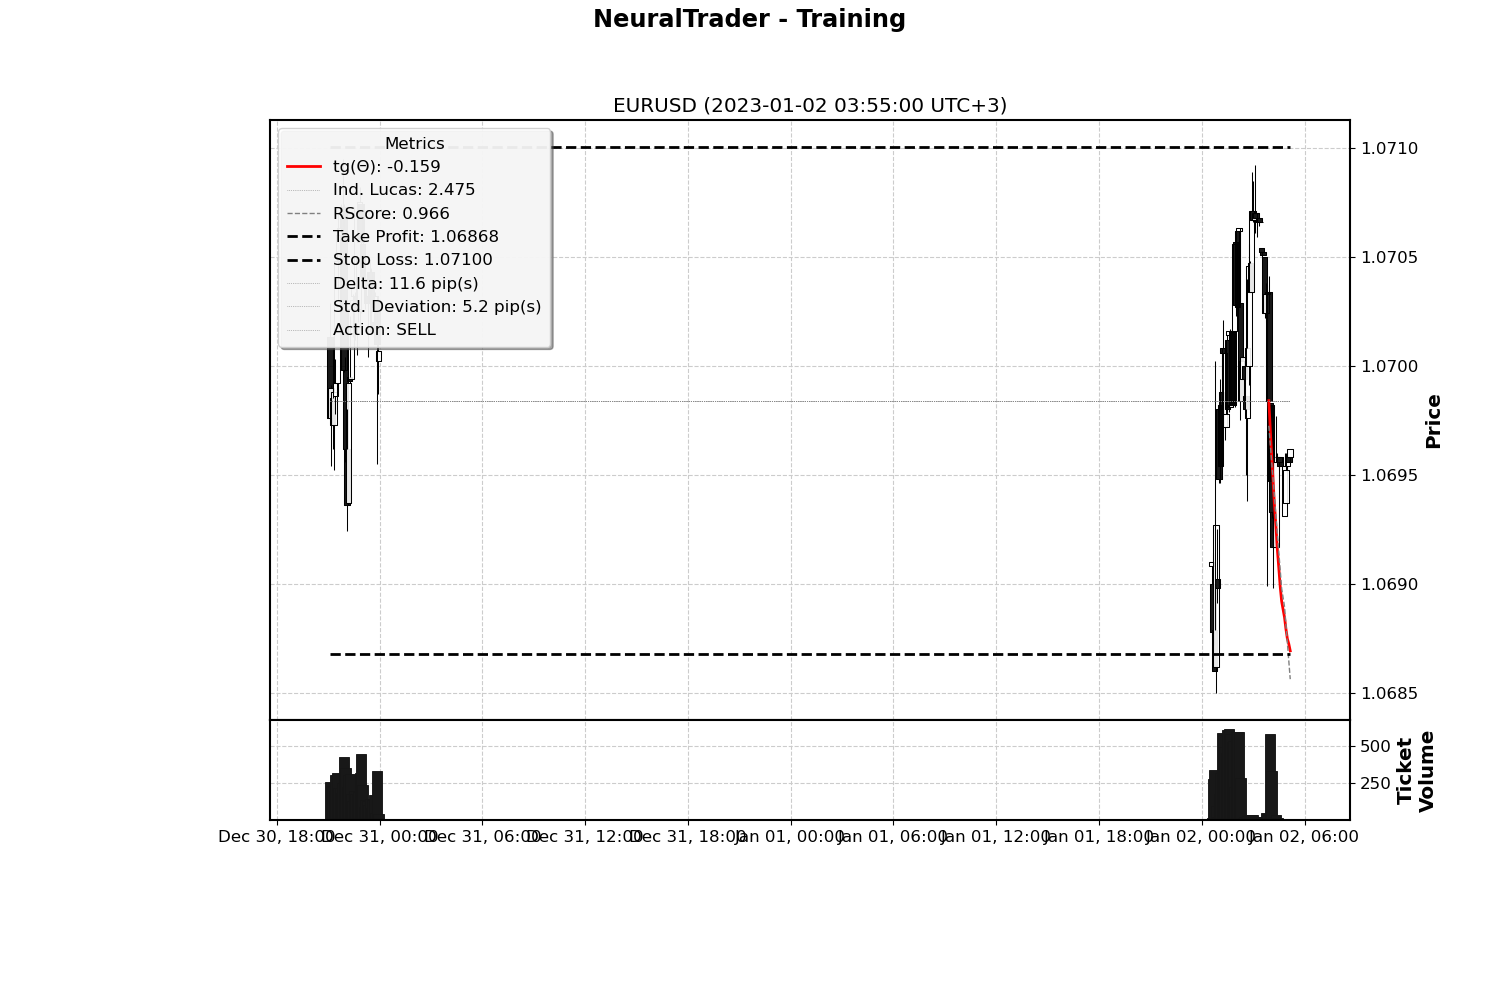 NeuralTrader - Training
EURUSD (2023-01-02 03:55:00 UTC+3)
Metrics
tg(Θ): -0.159
Ind. Lucas: 2.475
RScore: 0.966
Take Profit: 1.06868
Stop Loss: 1.07100
Delta: 11.6 pip(s)
Std. Deviation: 5.2 pip(s)
Action: SELL
1.0710
1.0705
1.0700
1.0695
1.0690
1.0685
Price
500
250
Ticket
Volume
Dec 30, 18:00
Dec 31, 00:00
Dec 31, 06:00
Dec 31, 12:00
Dec 31, 18:00
Jan 01, 00:00
Jan 01, 06:00
Jan 01, 12:00
Jan 01, 18:00
Jan 02, 00:00
Jan 02, 06:00